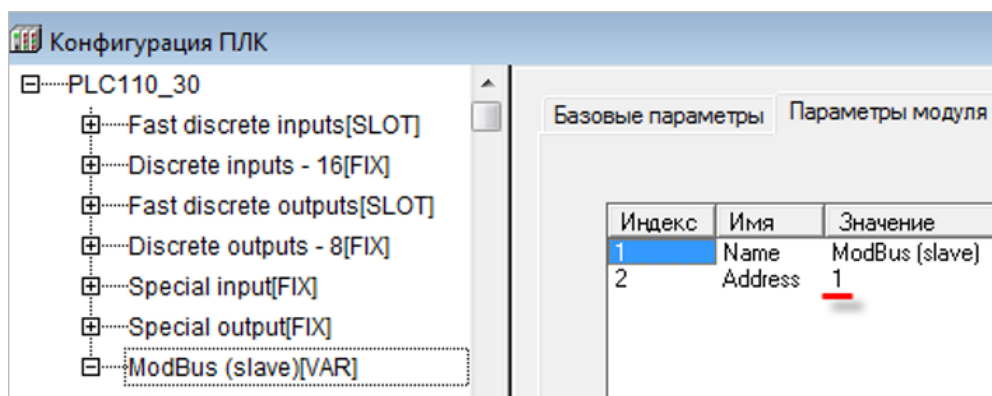 Конфигурация ПЛК
PLC110_30
Fast discrete inputs[SLOT]
Discrete inputs - 16[FIX]
Fast discrete outputs[SLOT]
Discrete outputs - 8[FIX]
Special input[FIX]
Special output[FIX]
ModBus (slave)[VAR]
Базовые параметры Параметры модуля
Индекс Имя Значение
1 Name ModBus (slave)
2 Address 1